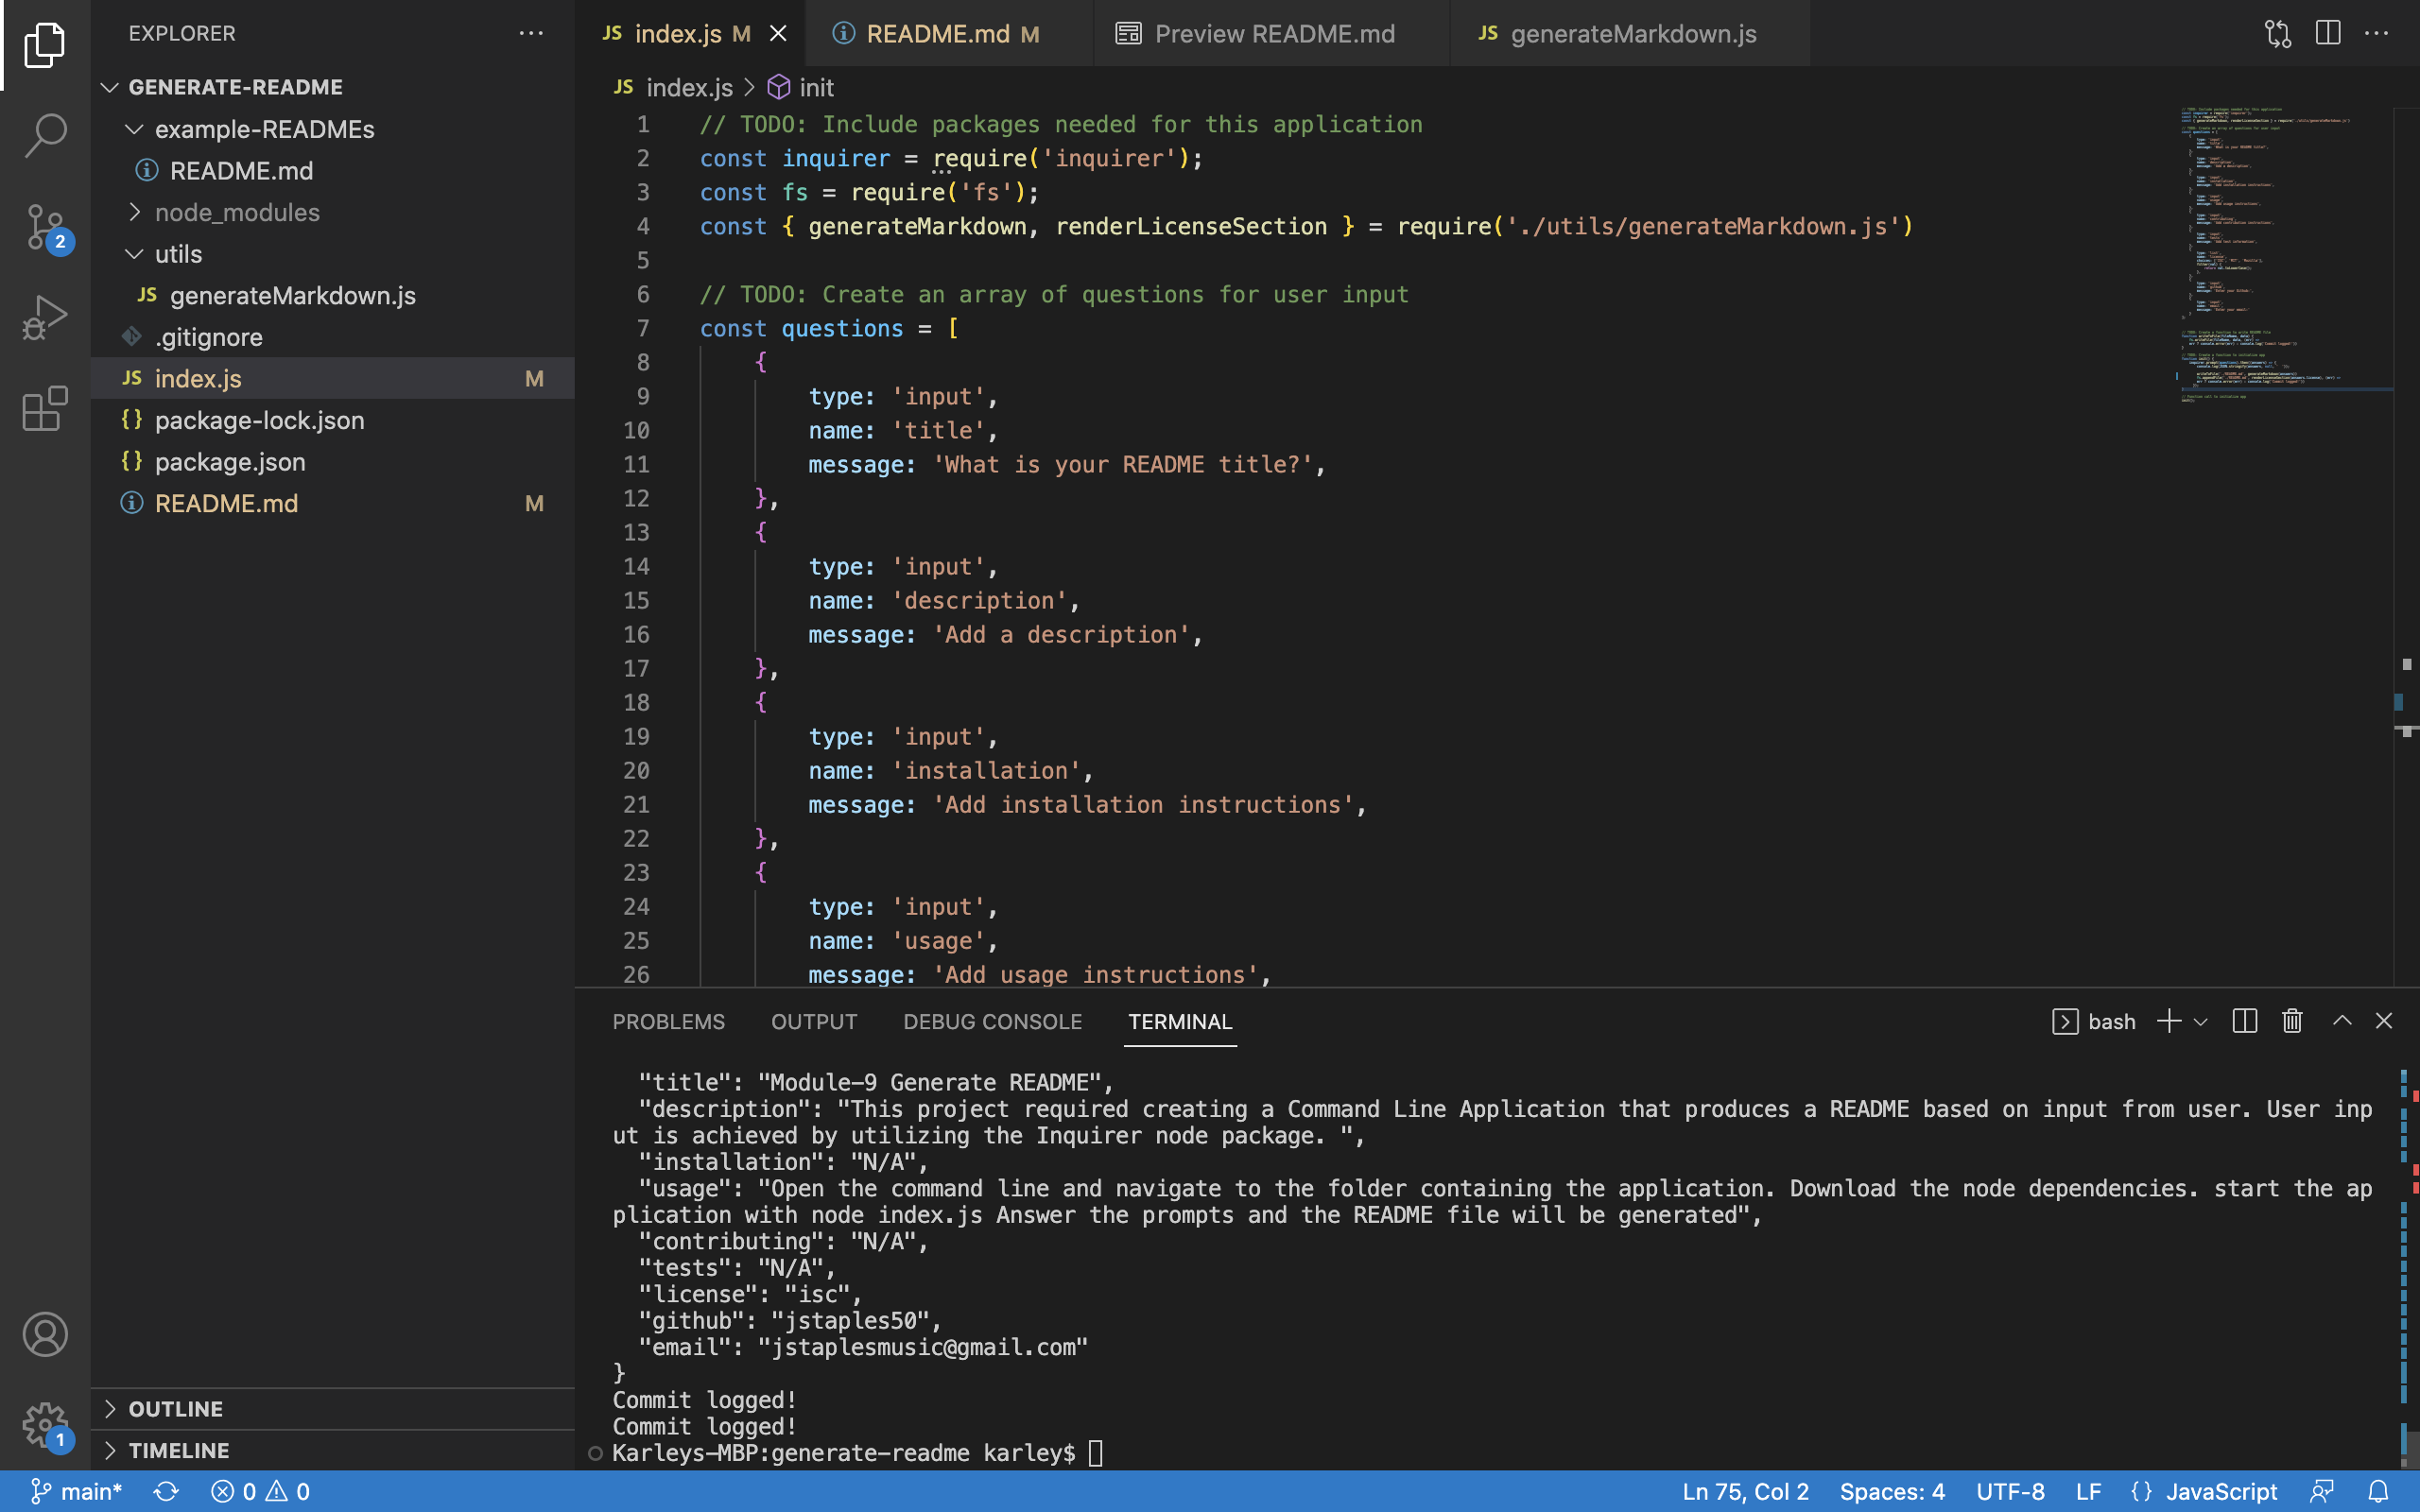 EXPLORER
GENERATE-README
example-READMEs
README.md
node_modules
utils
JS generateMarkdown.js
.gitignore
JS index.js M
{} package-lock.json
{} package.json
README.md M
OUTLINE
TIMELINE
2
1
JS index.js M
README.md M
Preview README.md
JS generateMarkdown.js
JS index.js > init
1 // TODO: Include packages needed for this application
2 const inquirer = require('inquirer');
3 const fs = require('fs');
4 const { generateMarkdown, renderLicenseSection } = require('./utils/generateMarkdown.js')
5
6 // TODO: Create an array of questions for user input
7 const questions = [
8 {
9 type: 'input',
10 name: 'title',
11 message: 'What is your README title?',
12 },
13 {
14 type: 'input',
15 name: 'description',
16 message: 'Add a description',
17 },
18 {
19 type: 'input',
20 name: 'installation',
21 message: 'Add installation instructions',
22 },
23 {
24 type: 'input',
25 name: 'usage',
26 message: 'Add usage instructions',
PROBLEMS OUTPUT DEBUG CONSOLE TERMINAL bash
"title": "Module-9 Generate README",
"description": "This project required creating a Command Line Application that produces a README based on input from user. User inp
ut is achieved by utilizing the Inquirer node package. ",
"installation": "N/A",
"usage": "Open the command line and navigate to the folder containing the application. Download the node dependencies. start the ap
plication with node index.js Answer the prompts and the README file will be generated",
"contributing": "N/A",
"tests": "N/A",
"license": "isc",
"github": "jstaples50",
"email": "jstaplesmusic@gmail.com"
}
Commit logged!
Commit logged!
Karleys-MBP:generate-readme karley$
main* 0 0 Ln 75, Col 2 Spaces: 4 UTF-8 LF {} JavaScript